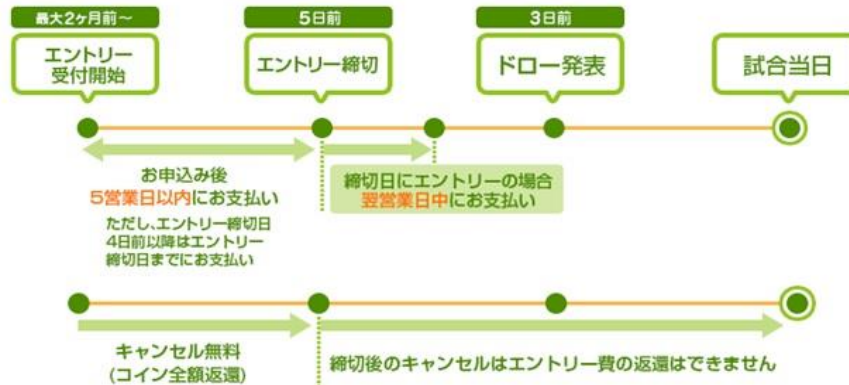 最大2ヶ月前～
エントリー
受付開始
5日前
エントリー締切
3日前
ドロー発表
試合当日
お申込み後
5営業日以内にお支払い
ただし、エントリー締切日
4日前以降はエントリー
締切日までにお支払い
締切日にエントリーの場合
翌営業日中にお支払い
キャンセル無料
(コイン全額返還)
締切後のキャンセルはエントリー費の返還はできません